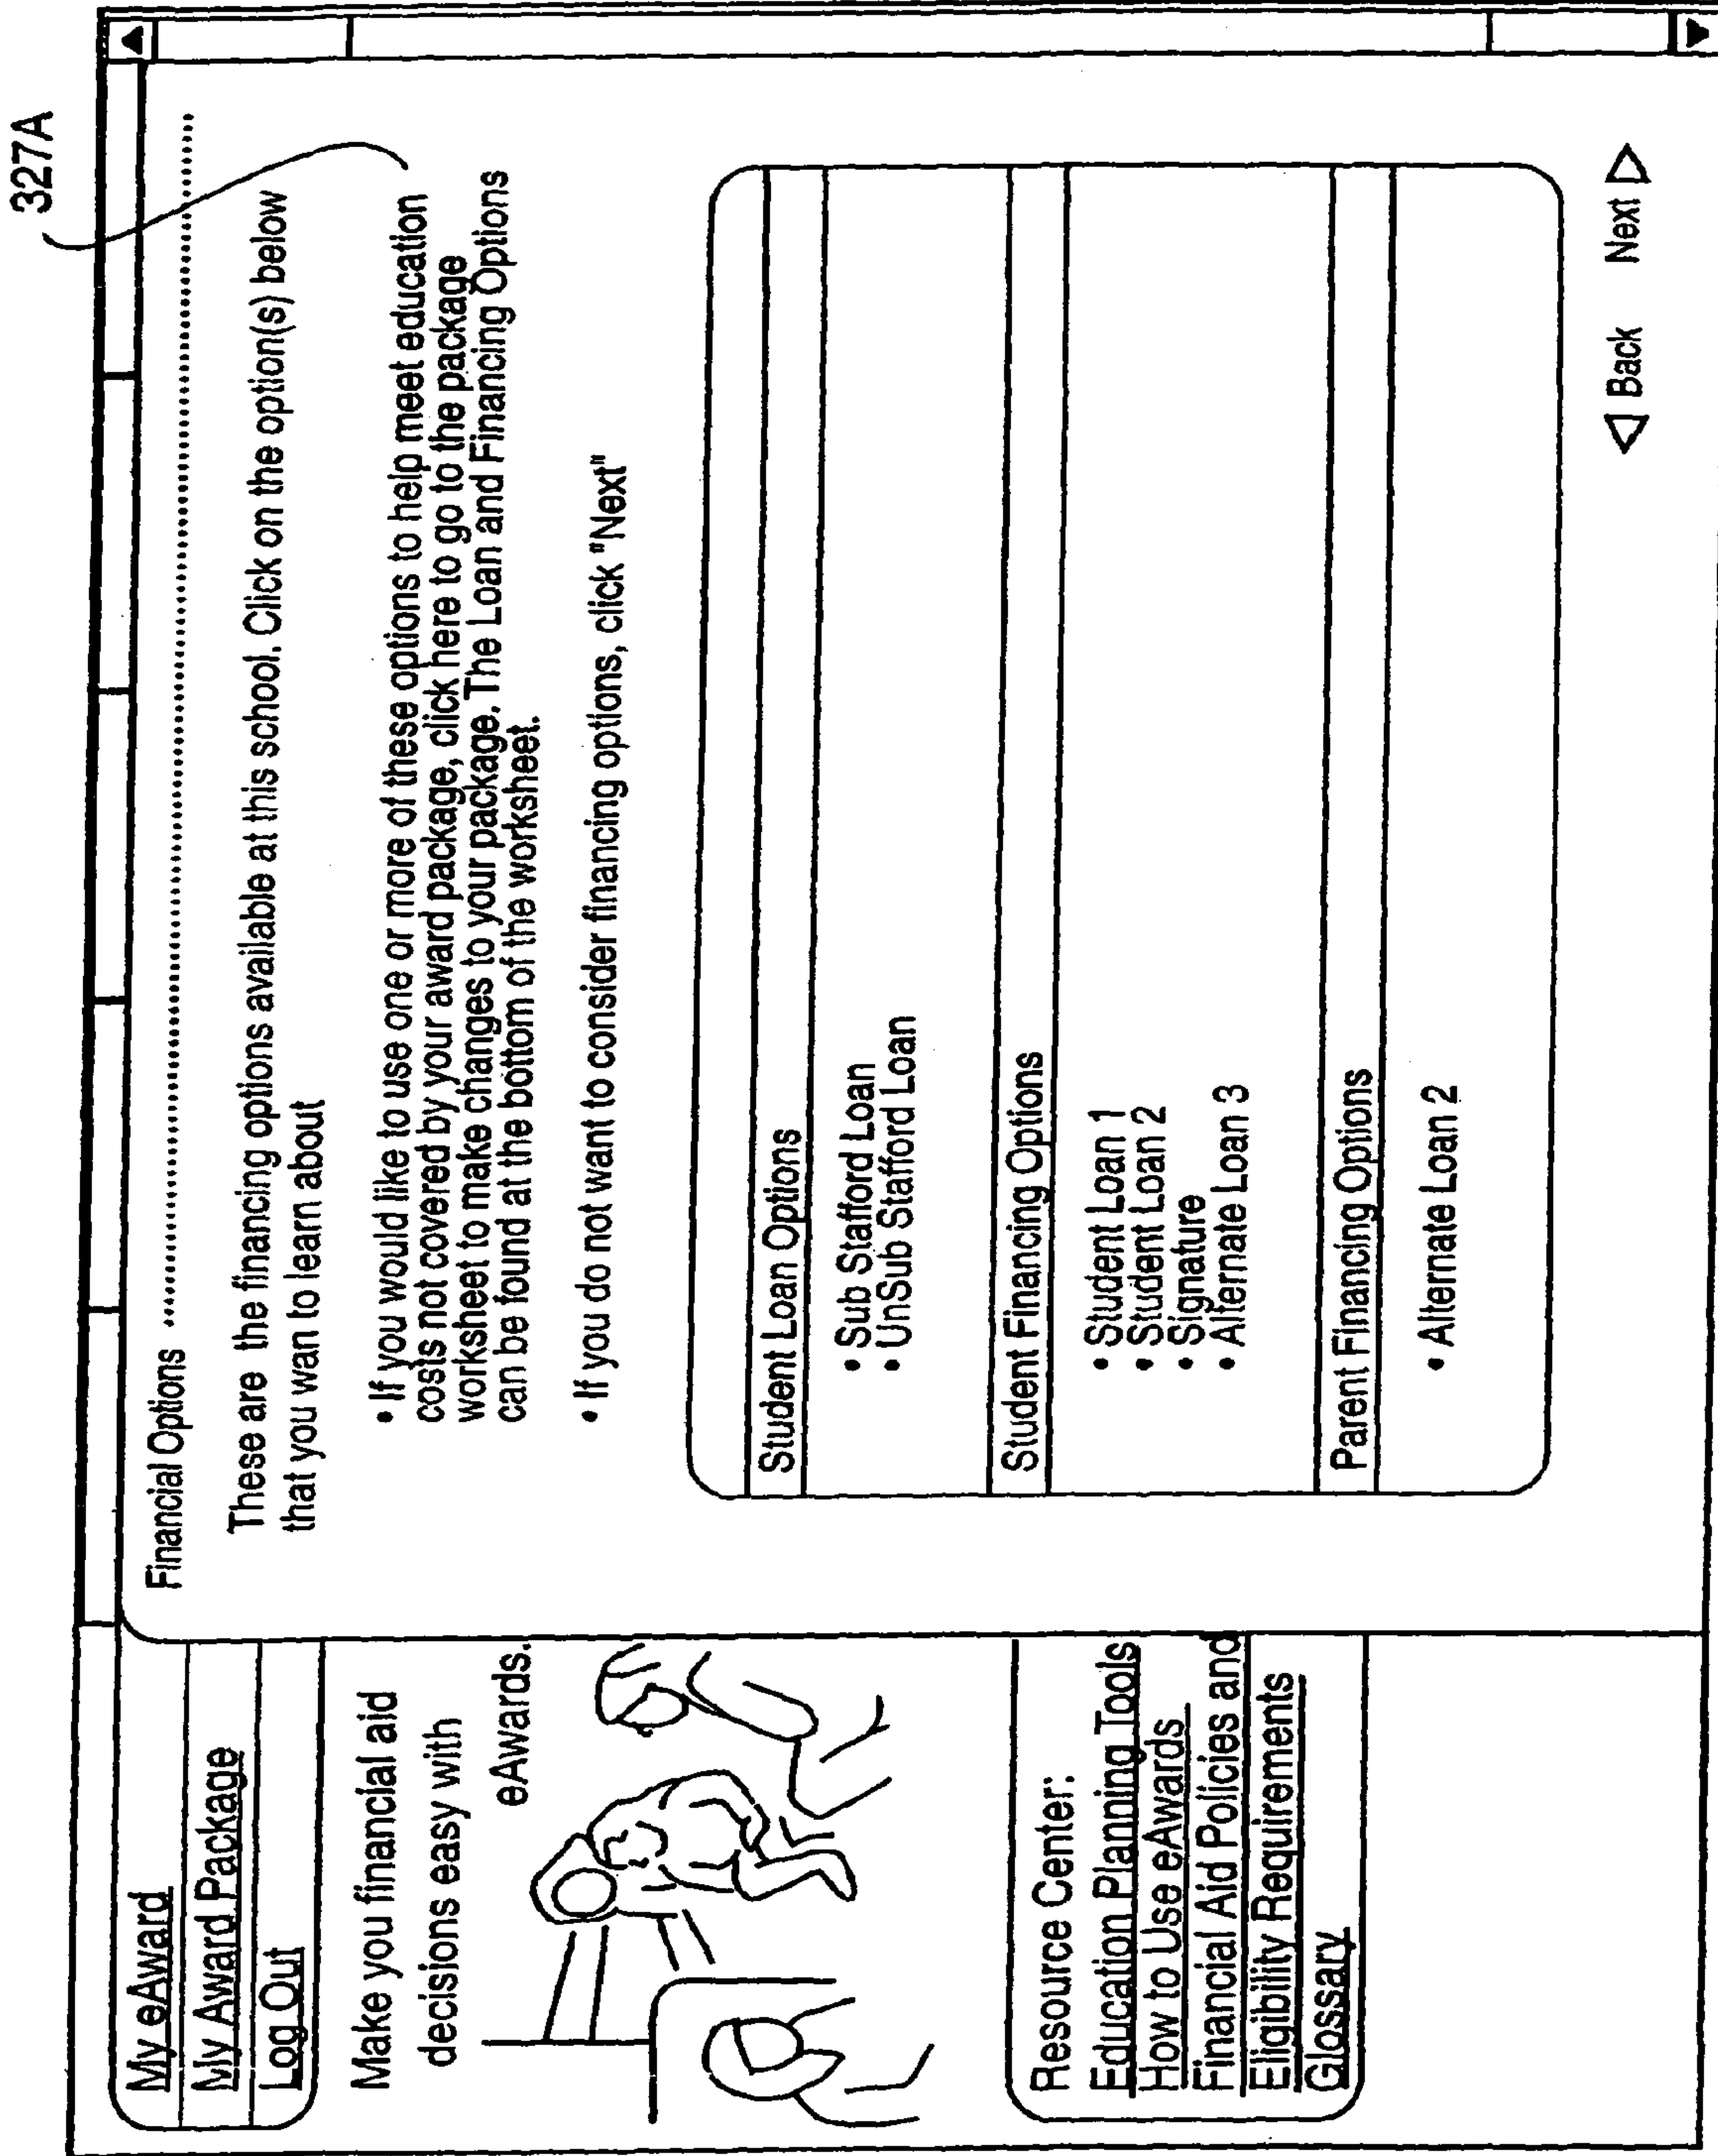 327A
My eAward
My Award Package
Log Out
Make you financial aid
decisions easy with
eAwards.
Resource Center:
Education Planning Tools
How to Use eAwards
Financial Aid Policies and
Eligibility Requirements
Glossary
Financial Options
These are the financing options available at this school. Click on the option(s) below
that you wan to learn about
• If you would like to use one or more of these options to help meet education
costs not covered by your award package, click here to go to the package
worksheet to make changes to your package. The Loan and Financing Options
can be found at the bottom of the worksheet.
• If you do not want to consider financing options, click "Next"
Student Loan Options
• Sub Stafford Loan
• UnSub Stafford Loan
Student Financing Options
• Student Loan 1
• Student Loan 2
• Signature
• Alternate Loan 3
Parent Financing Options
• Alternate Loan 2
Back Next